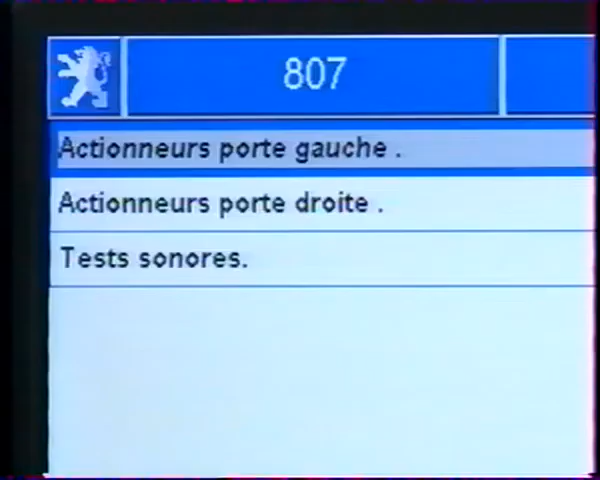 807
Actionneurs porte gauche .
Actionneurs porte droite .
Tests sonores.